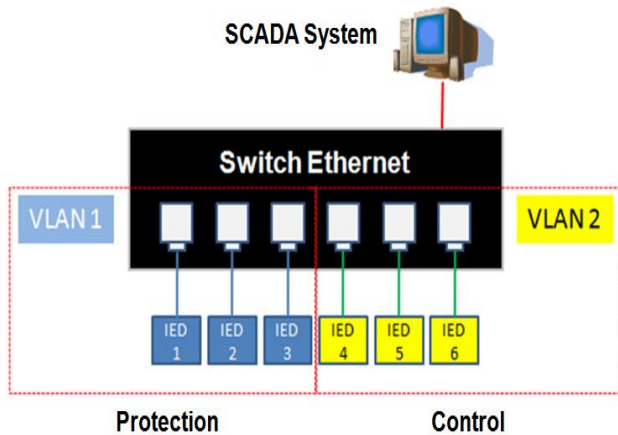 SCADA System
Switch Ethernet
VLAN 1
VLAN 2
IED
1
IED
2
IED
3
IED
4
IED
5
IED
6
Protection
Control